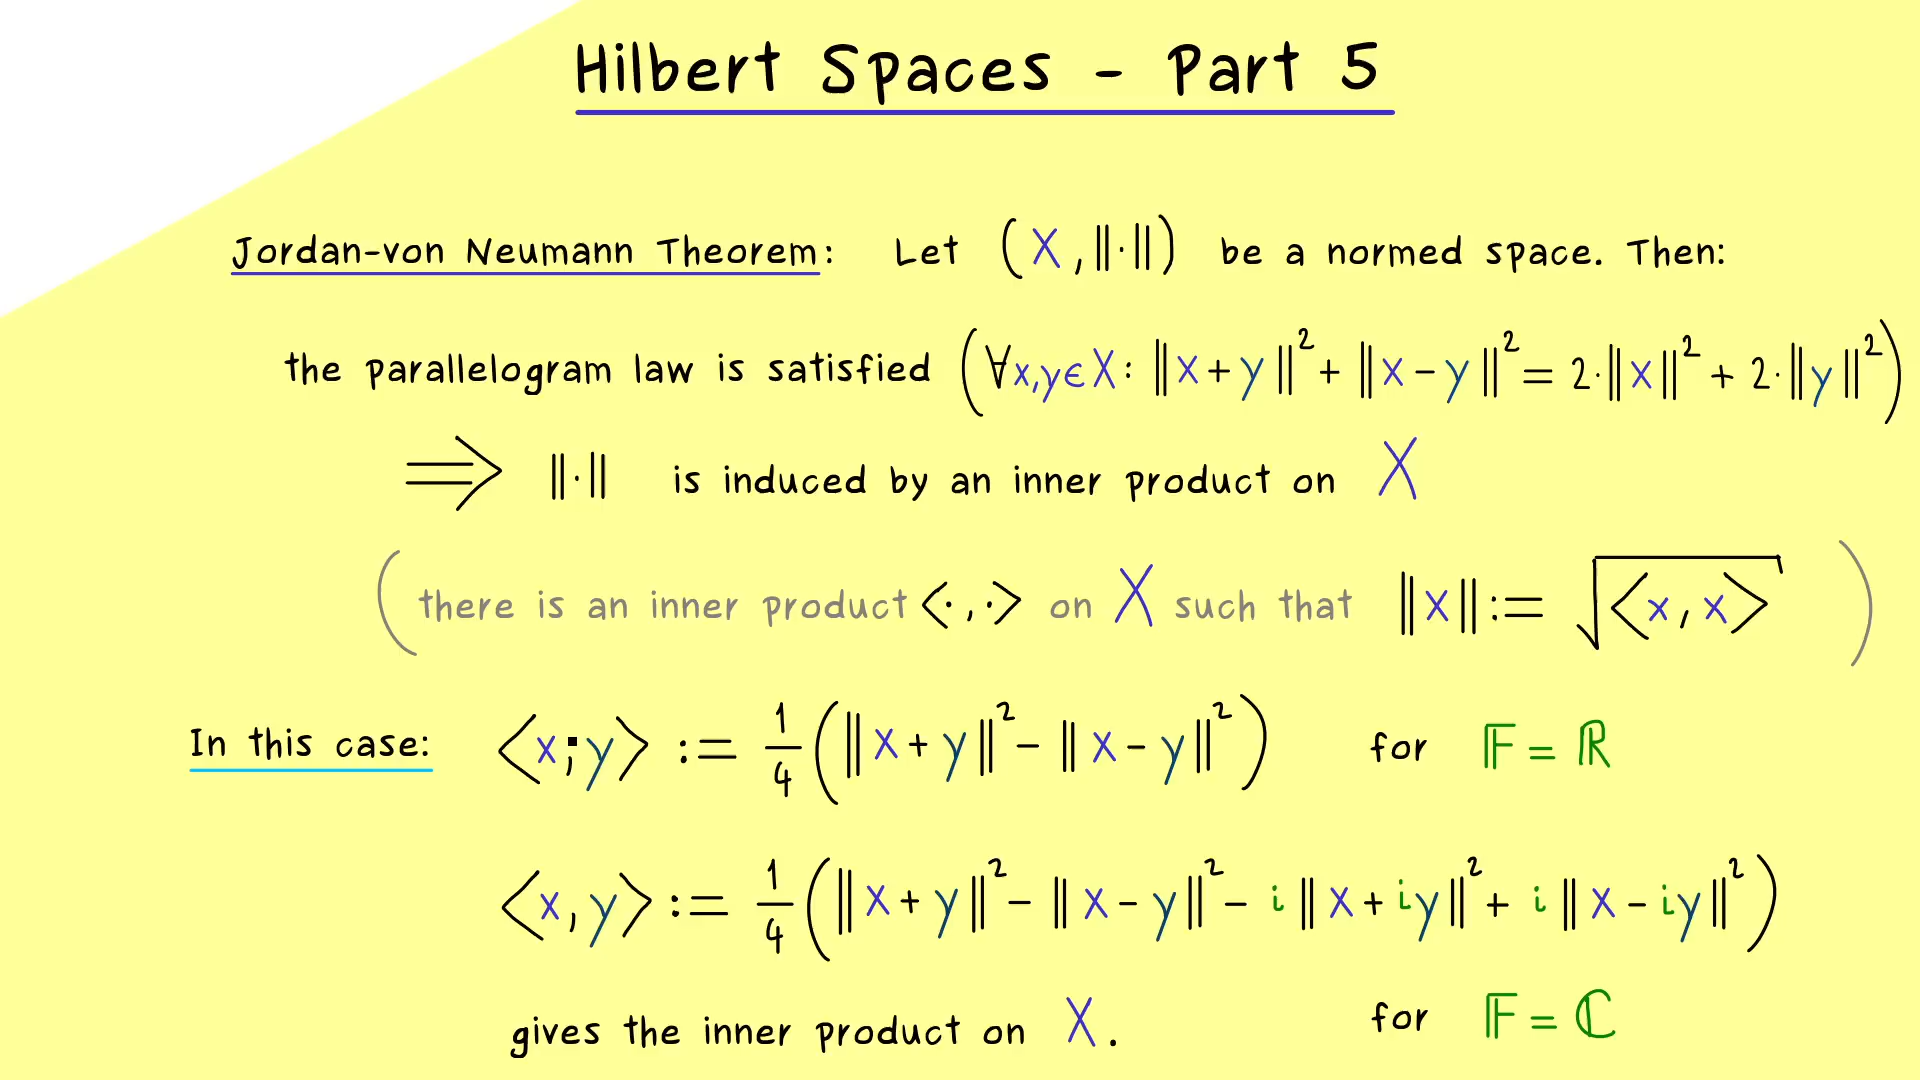 Hilbert Spaces - Part 5
Jordan-von Neumann Theorem: Let (X, ‖·‖) be a normed space. Then:
the parallelogram law is satisfied (∀x,y∈X: ‖x+y‖² + ‖x-y‖² = 2·‖x‖² + 2·‖y‖²)
⟹ ‖·‖ is induced by an inner product on X
(there is an inner product <·,·> on X such that ‖x‖ := √<x,x>)
In this case: <x;y> := 1/4 (‖x+y‖² - ‖x-y‖²) for 𝔽 = ℝ
<x,y> := 1/4 (‖x+y‖² - ‖x-y‖² - i‖x+iy‖² + i‖x-iy‖²)
gives the inner product on X. for 𝔽 = ℂ